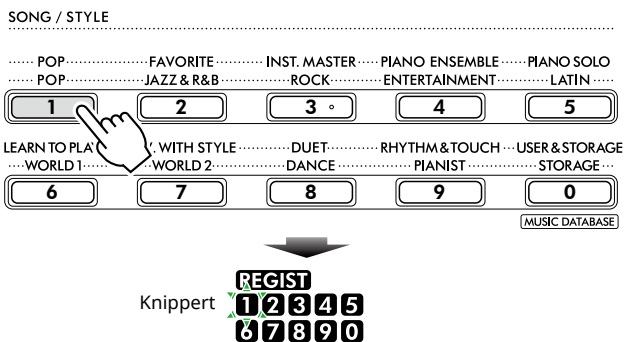 SONG / STYLE
POP FAVORITE INST. MASTER PIANO ENSEMBLE PIANO SOLO
POP JAZZ & R&B ROCK ENTERTAINMENT LATIN
1 2 3 4 5
LEARN TO WITH STYLE DUET RHYTHM & TOUCH USER & STORAGE
WORLD 1 WORLD 2 DANCE PIANIST STORAGE
6 7 8 9 0
MUSIC DATABASE
REGIST
Knippert 1 2 3 4 5
6 7 8 9 0